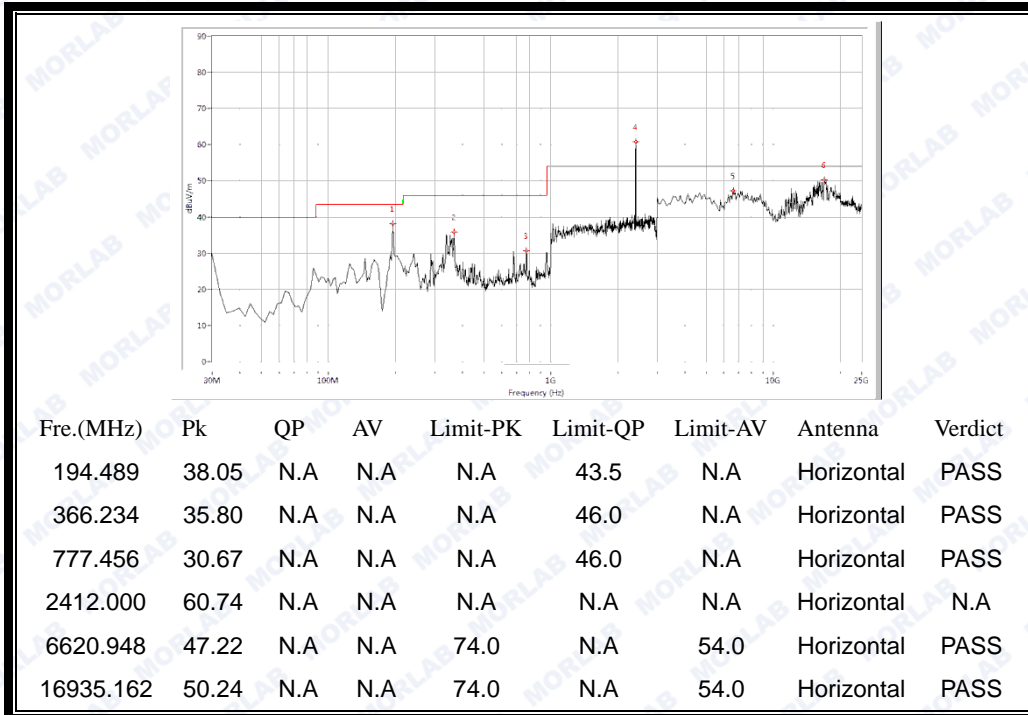 90
80
70
60
50
40
30
20
10
0
dBuV/m
1
2
3
4
5
6
30M 100M 1G 10G 25G
Frequency (Hz)
Fre.(MHz) Pk QP AV Limit-PK Limit-QP Limit-AV Antenna Verdict
194.489 38.05 N.A N.A N.A 43.5 N.A Horizontal PASS
366.234 35.80 N.A N.A N.A 46.0 N.A Horizontal PASS
777.456 30.67 N.A N.A N.A 46.0 N.A Horizontal PASS
2412.000 60.74 N.A N.A N.A N.A N.A Horizontal N.A
6620.948 47.22 N.A N.A 74.0 N.A 54.0 Horizontal PASS
16935.162 50.24 N.A N.A 74.0 N.A 54.0 Horizontal PASS
MORLAB